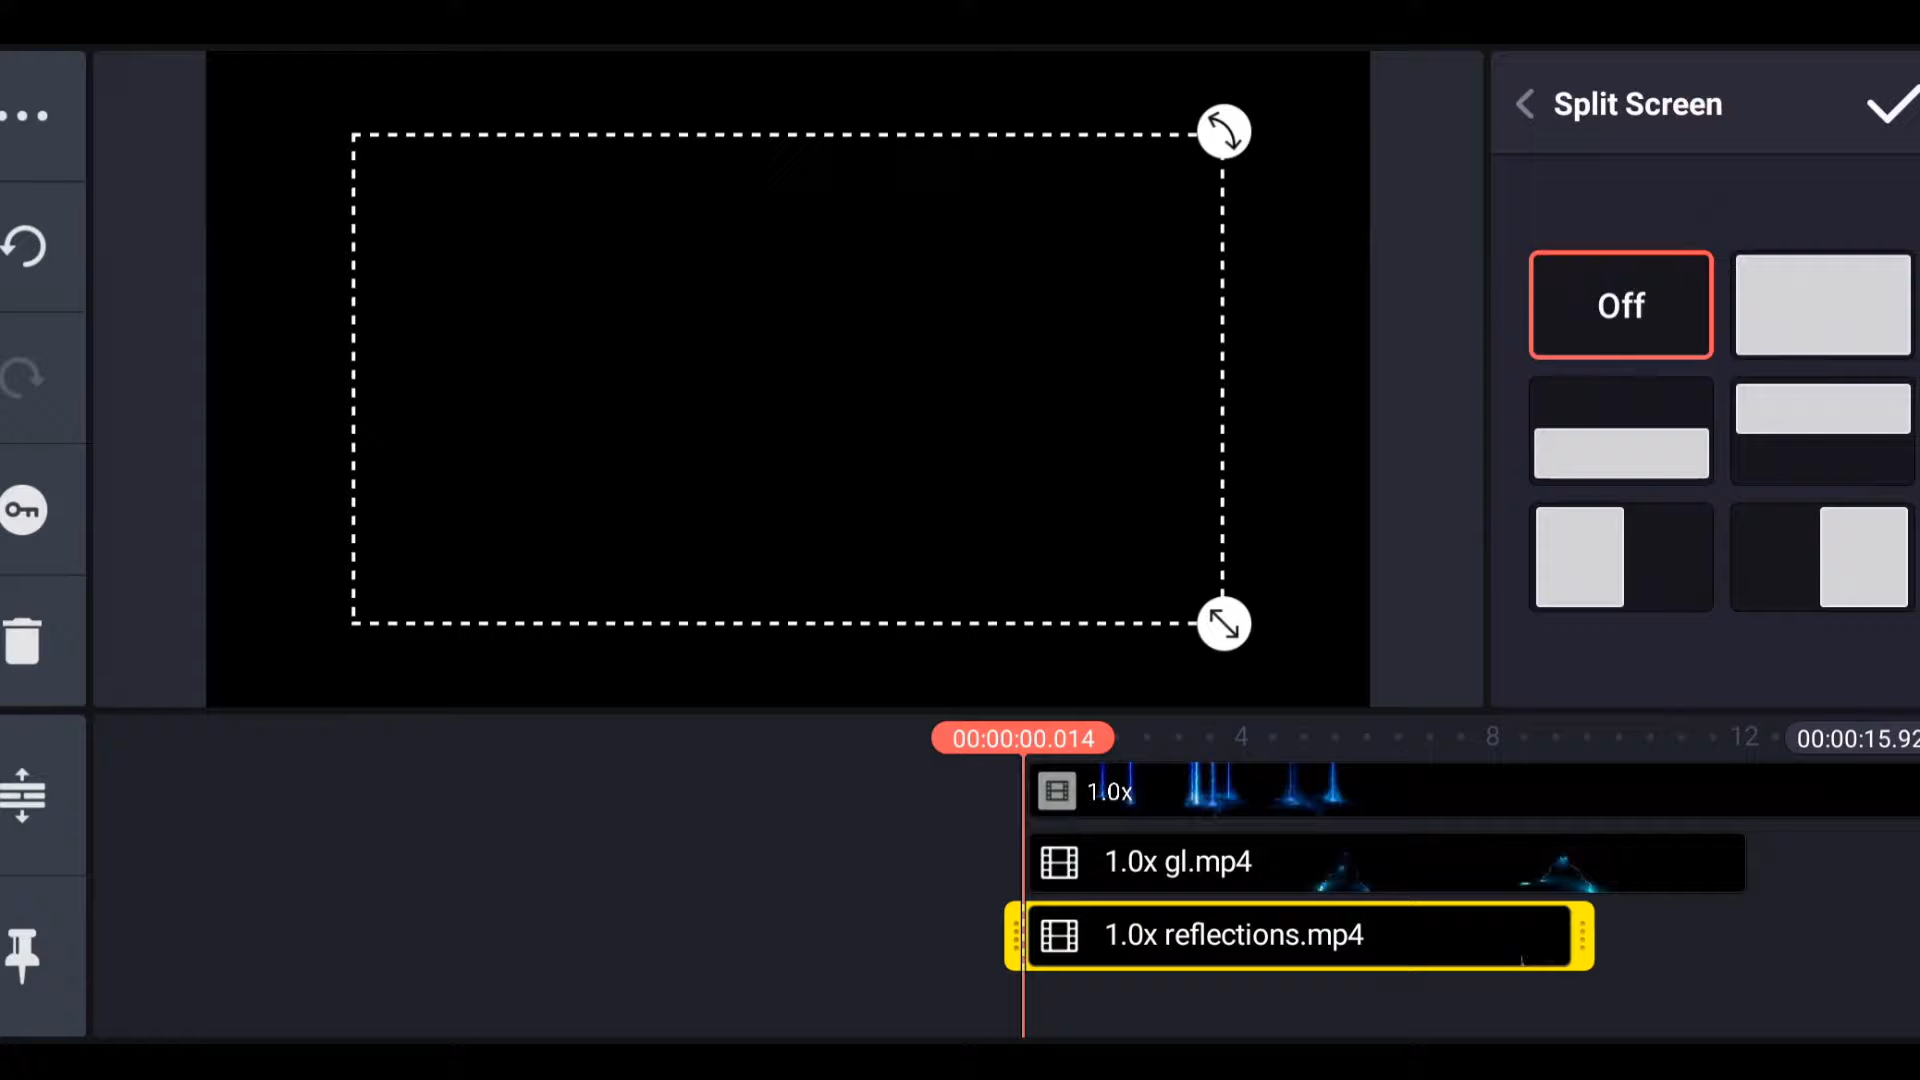 Split Screen
Off
00:00:00.014
4
8
12
00:00:15.92
1.0x
1.0x gl.mp4
1.0x reflections.mp4